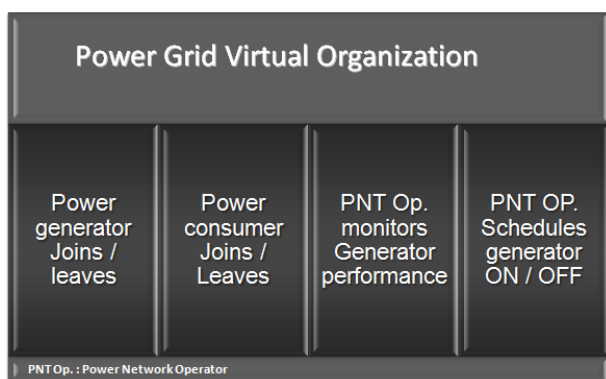 Power Grid Virtual Organization
Power
generator
Joins /
leaves
Power
consumer
Joins /
Leaves
PNT Op.
monitors
Generator
performance
PNT OP.
Schedules
generator
ON / OFF
PNT Op. : Power Network Operator